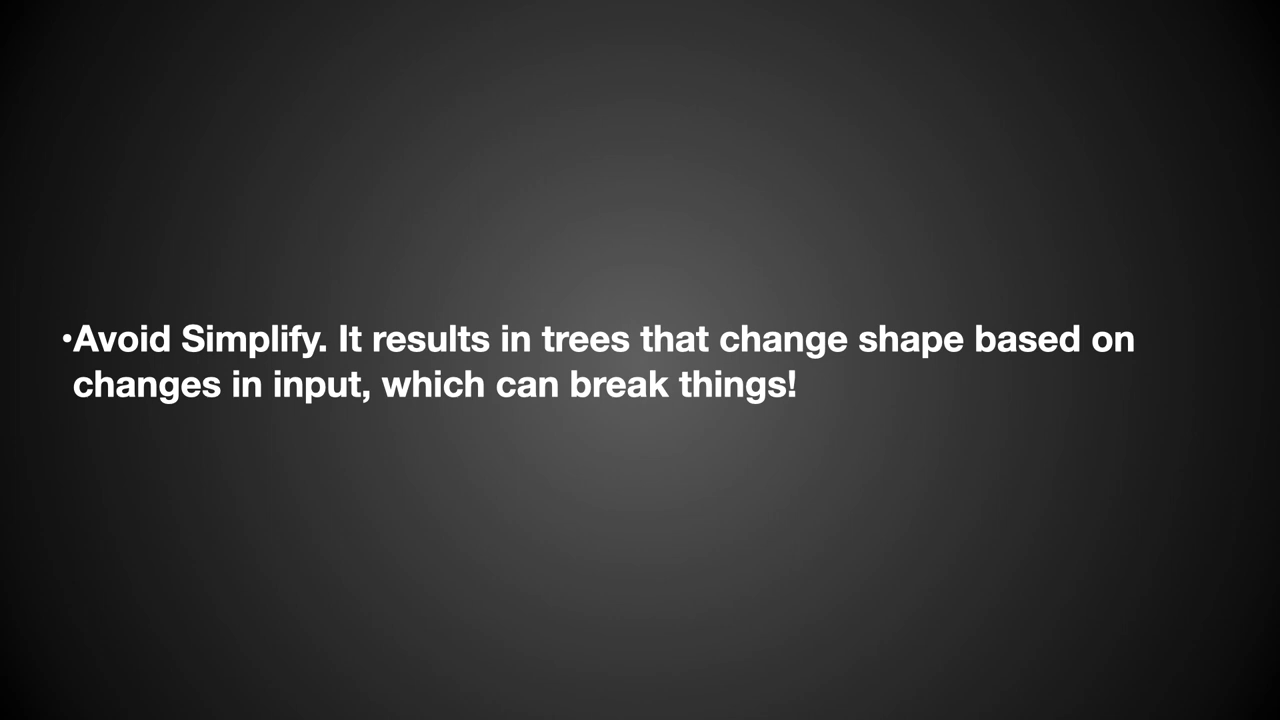 •Avoid Simplify. It results in trees that change shape based on
changes in input, which can break things!